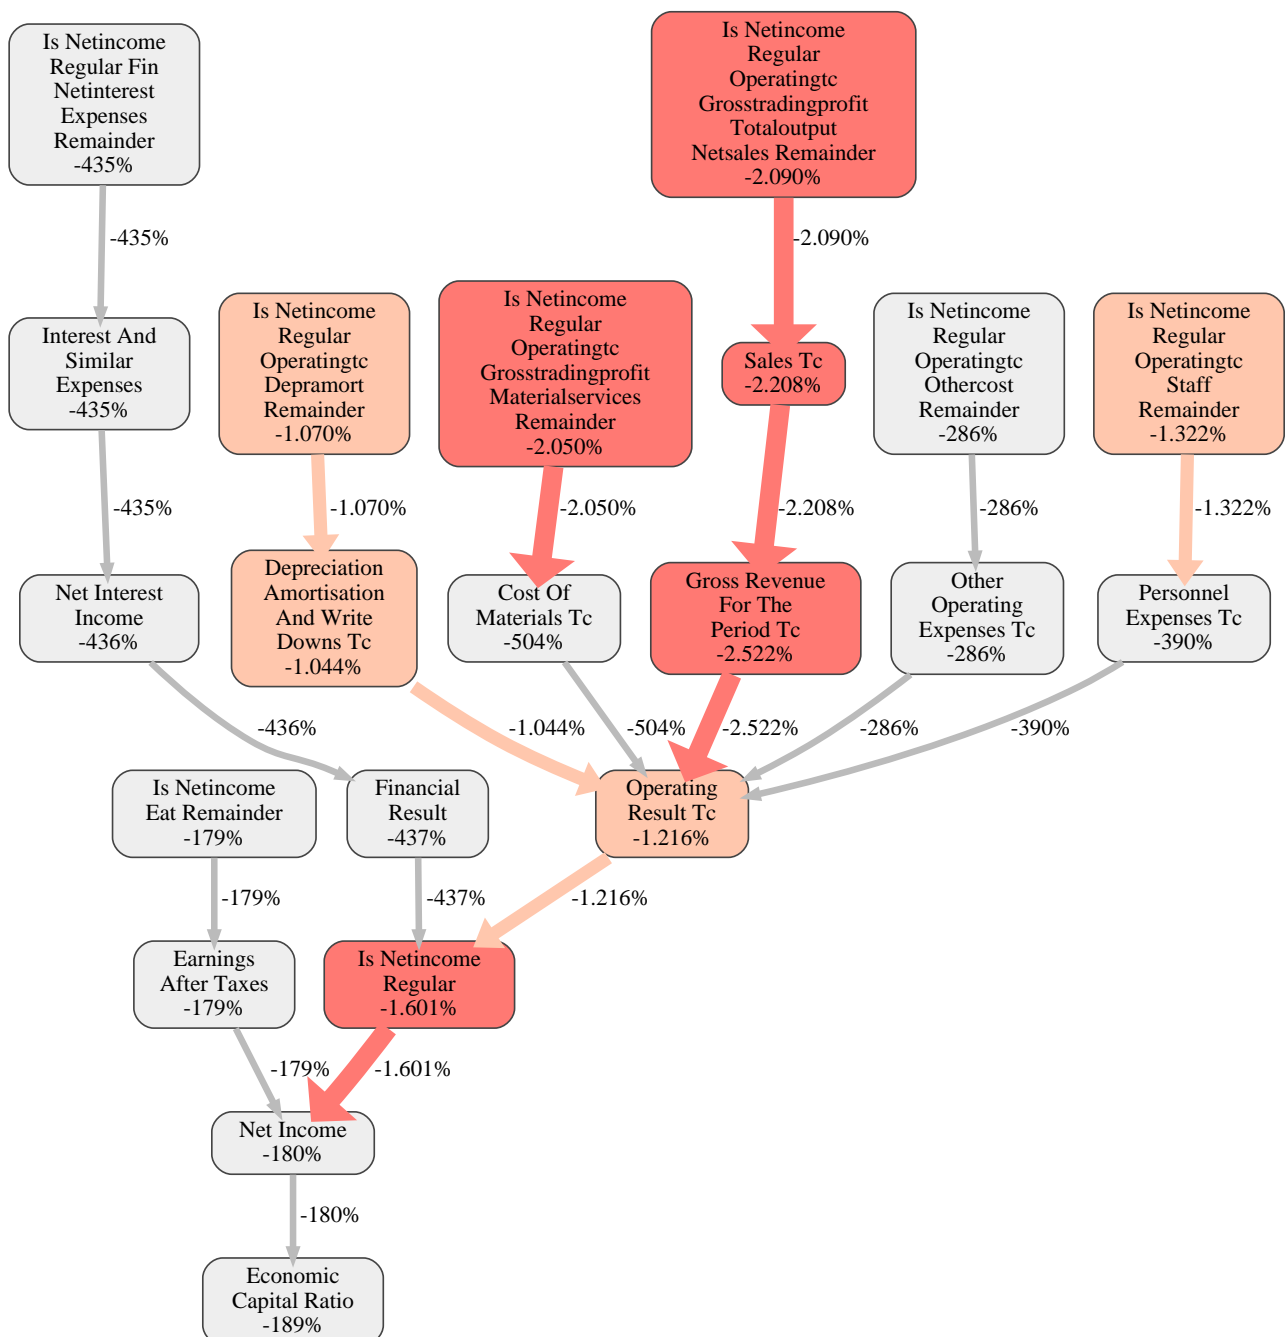 Is Netincome
Regular Fin
Netinterest
Expenses
Remainder
-435%
Is Netincome
Regular
Operatingtc
Grosstradingprofit
Totaloutput
Netsales Remainder
-2.090%
-435%
-2.090%
Interest And
Similar
Expenses
-435%
Is Netincome
Regular
Operatingtc
Depramort
Remainder
-1.070%
Is Netincome
Regular
Operatingtc
Grosstradingprofit
Materialservices
Remainder
-2.050%
Sales Tc
-2.208%
Is Netincome
Regular
Operatingtc
Othercost
Remainder
-286%
Is Netincome
Regular
Operatingtc
Staff
Remainder
-1.322%
-435%
-1.070%
-2.050%
-2.208%
-286%
-1.322%
Net Interest
Income
-436%
Depreciation
Amortisation
And Write
Downs Tc
-1.044%
Cost Of
Materials Tc
-504%
Gross Revenue
For The
Period Tc
-2.522%
Other
Operating
Expenses Tc
-286%
Personnel
Expenses Tc
-390%
-436%
-1.044%
-504%
-2.522%
-286%
-390%
Is Netincome
Eat Remainder
-179%
Financial
Result
-437%
Operating
Result Tc
-1.216%
-179%
-437%
-1.216%
Earnings
After Taxes
-179%
Is Netincome
Regular
-1.601%
-179%
-1.601%
Net Income
-180%
-180%
Economic
Capital Ratio
-189%